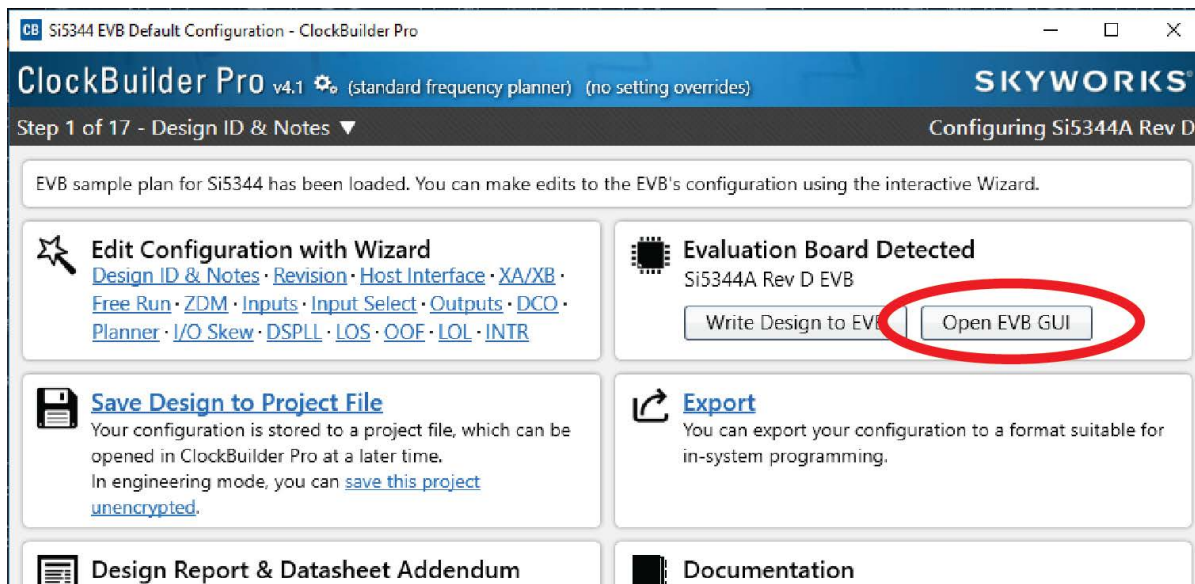 CB Si5344 EVB Default Configuration - ClockBuilder Pro
ClockBuilder Pro v4.1 (standard frequency planner) (no setting overrides)
SKYWORKS®
Step 1 of 17 - Design ID & Notes ▼
Configuring Si5344A Rev D
EVB sample plan for Si5344 has been loaded. You can make edits to the EVB's configuration using the interactive Wizard.
Edit Configuration with Wizard
Design ID & Notes · Revision · Host Interface · XA/XB ·
Free Run · ZDM · Inputs · Input Select · Outputs · DCO ·
Planner · I/O Skew · DSPLL · LOS · OOF · LOL · INTR
Evaluation Board Detected
Si5344A Rev D EVB
Write Design to EVB
Open EVB GUI
Save Design to Project File
Your configuration is stored to a project file, which can be
opened in ClockBuilder Pro at a later time.
In engineering mode, you can save this project
unencrypted.
Export
You can export your configuration to a format suitable for
in-system programming.
Design Report & Datasheet Addendum
Documentation